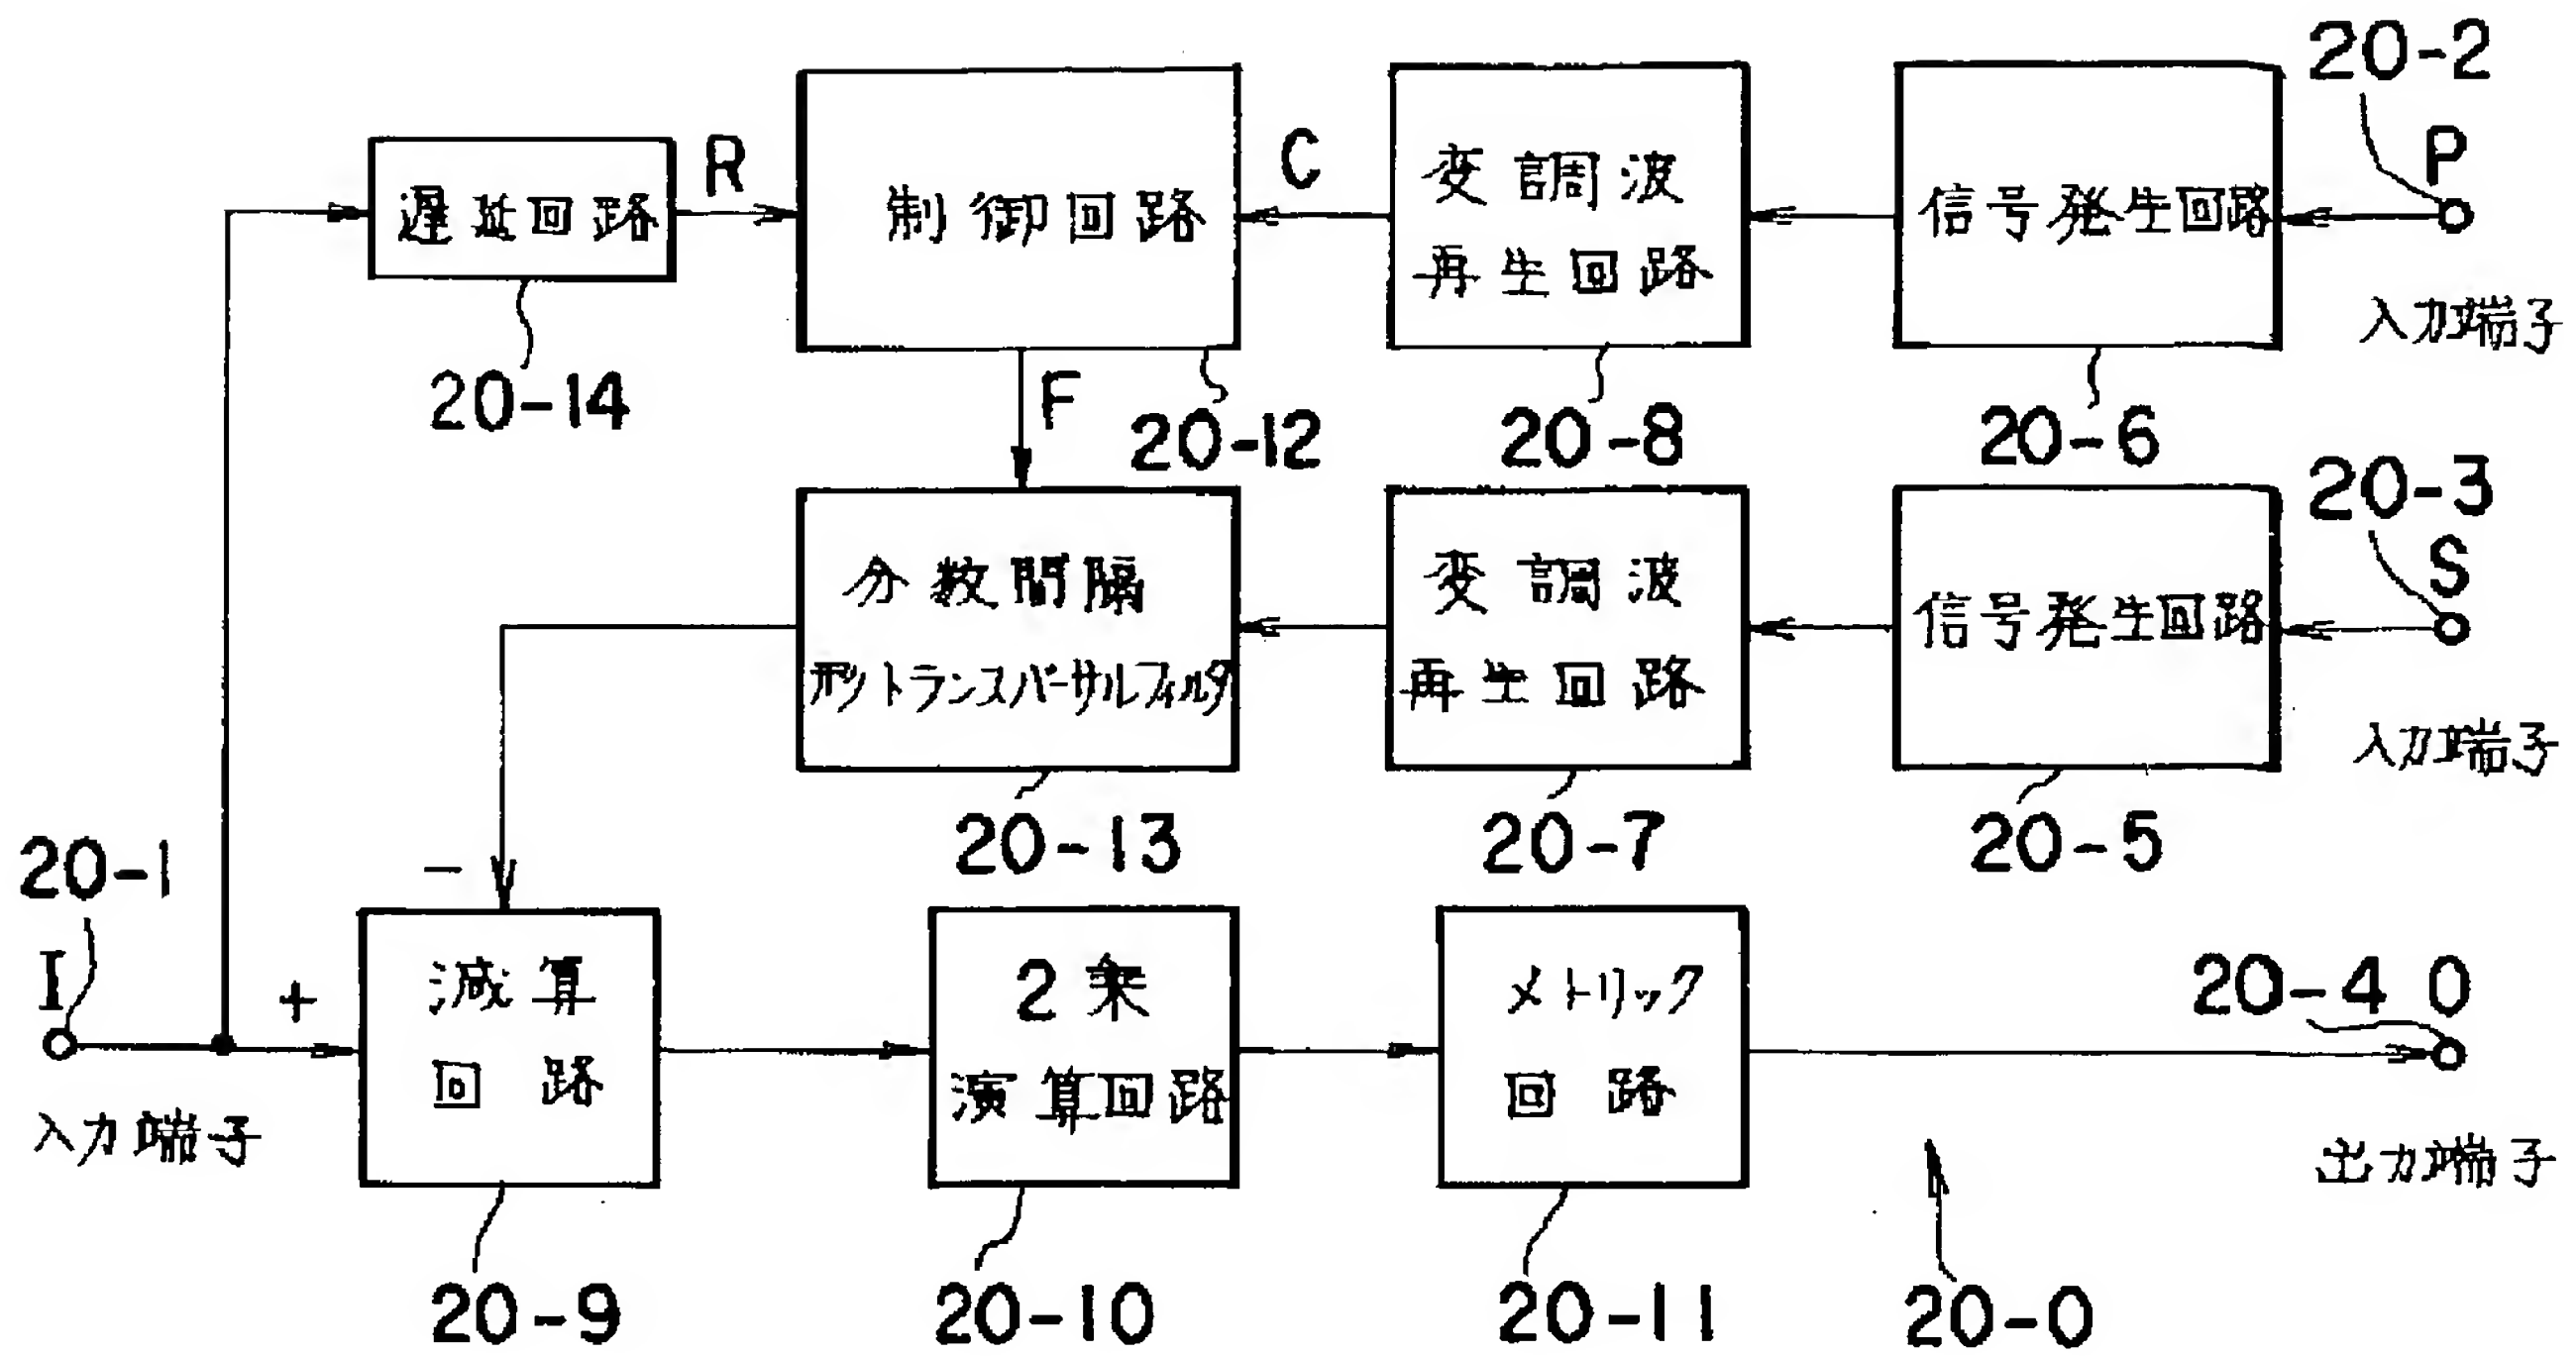 20-2
P
入力端子
遅延回路
R
制御回路
C
変調波
再生回路
信号発生回路
20-14
F
20-12
20-8
20-6
20-3
S
入力端子
分数間隔
形トランスバーサルフィルタ
変調波
再生回路
信号発生回路
20-13
20-7
20-5
20-1
I
入力端子
+
-
減算
回路
2乗
演算回路
メトリック
回路
20-4 O
出力端子
20-9
20-10
20-11
20-0